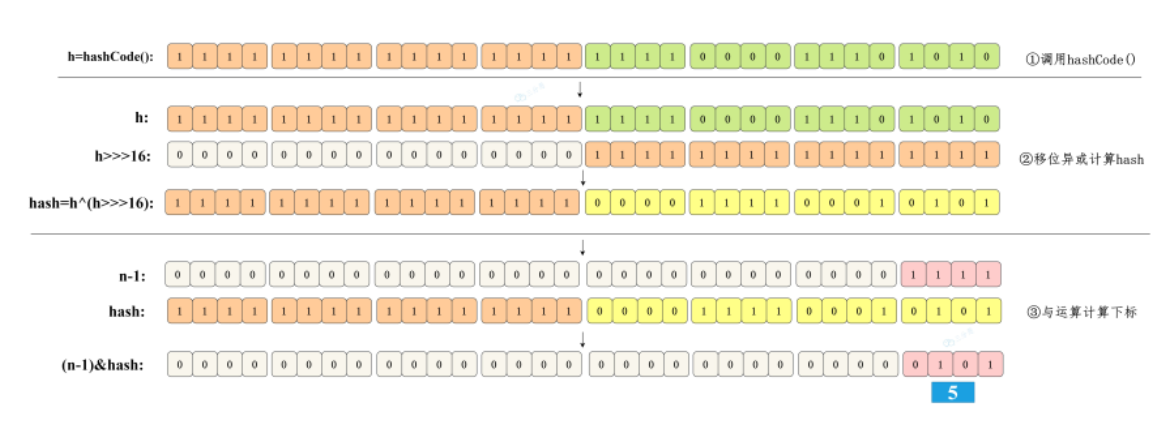 h=hashCode(): 1 1 1 1 1 1 1 1 1 1 1 1 1 1 1 1 1 1 1 1 0 0 0 0 1 1 1 0 1 0 1 0 ①调用hashCode()
h: 1 1 1 1 1 1 1 1 1 1 1 1 1 1 1 1 1 1 1 1 0 0 0 0 1 1 1 0 1 0 1 0
h>>>16: 0 0 0 0 0 0 0 0 0 0 0 0 0 0 0 0 1 1 1 1 1 1 1 1 1 1 1 1 1 1 1 1 ②移位异或计算hash
hash=h^(h>>>16): 1 1 1 1 1 1 1 1 1 1 1 1 1 1 1 1 0 0 0 0 1 1 1 1 0 0 0 1 0 1 0 1
n-1: 0 0 0 0 0 0 0 0 0 0 0 0 0 0 0 0 0 0 0 0 0 0 0 0 0 0 0 0 1 1 1 1
hash: 1 1 1 1 1 1 1 1 1 1 1 1 1 1 1 1 0 0 0 0 1 1 1 1 0 0 0 1 0 1 0 1 ③与运算计算下标
(n-1)&hash: 0 0 0 0 0 0 0 0 0 0 0 0 0 0 0 0 0 0 0 0 0 0 0 0 0 0 0 0 0 1 0 1
5